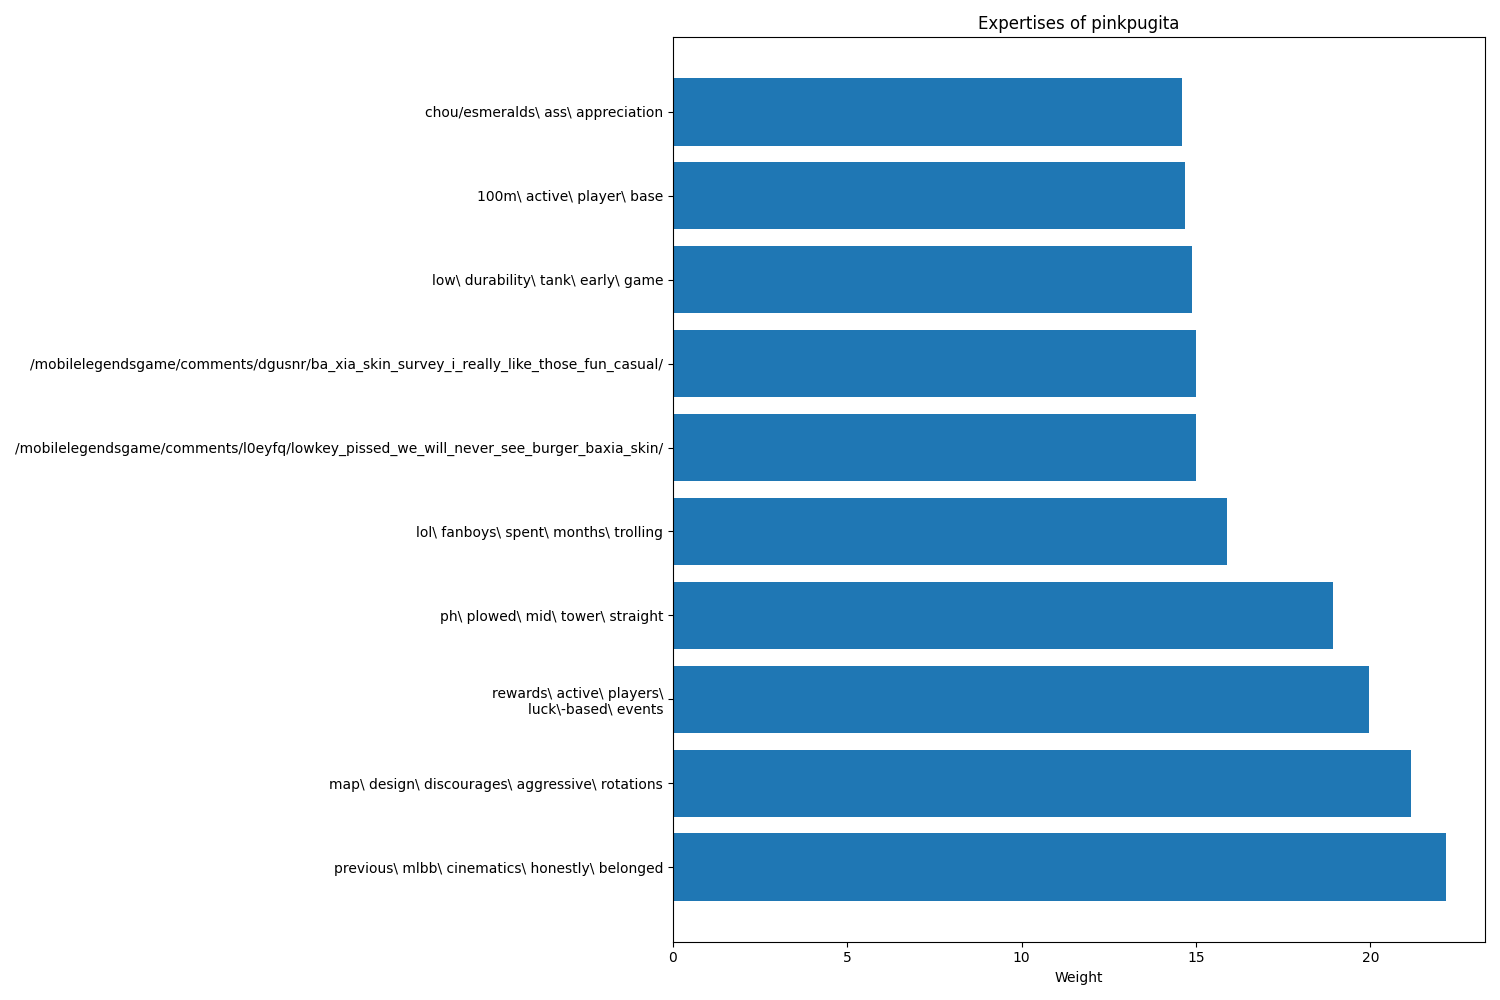 Expertises of pinkpugita
chou/esmeralds\ ass\ appreciation
100m\ active\ player\ base
low\ durability\ tank\ early\ game
/mobilelegendsgame/comments/dgusnr/ba_xia_skin_survey_i_really_like_those_fun_casual/
/mobilelegendsgame/comments/l0eyfq/lowkey_pissed_we_will_never_see_burger_baxia_skin/
lol\ fanboys\ spent\ months\ trolling
ph\ plowed\ mid\ tower\ straight
rewards\ active\ players\
luck\-based\ events
map\ design\ discourages\ aggressive\ rotations
previous\ mlbb\ cinematics\ honestly\ belonged
0 5 10 15 20
Weight